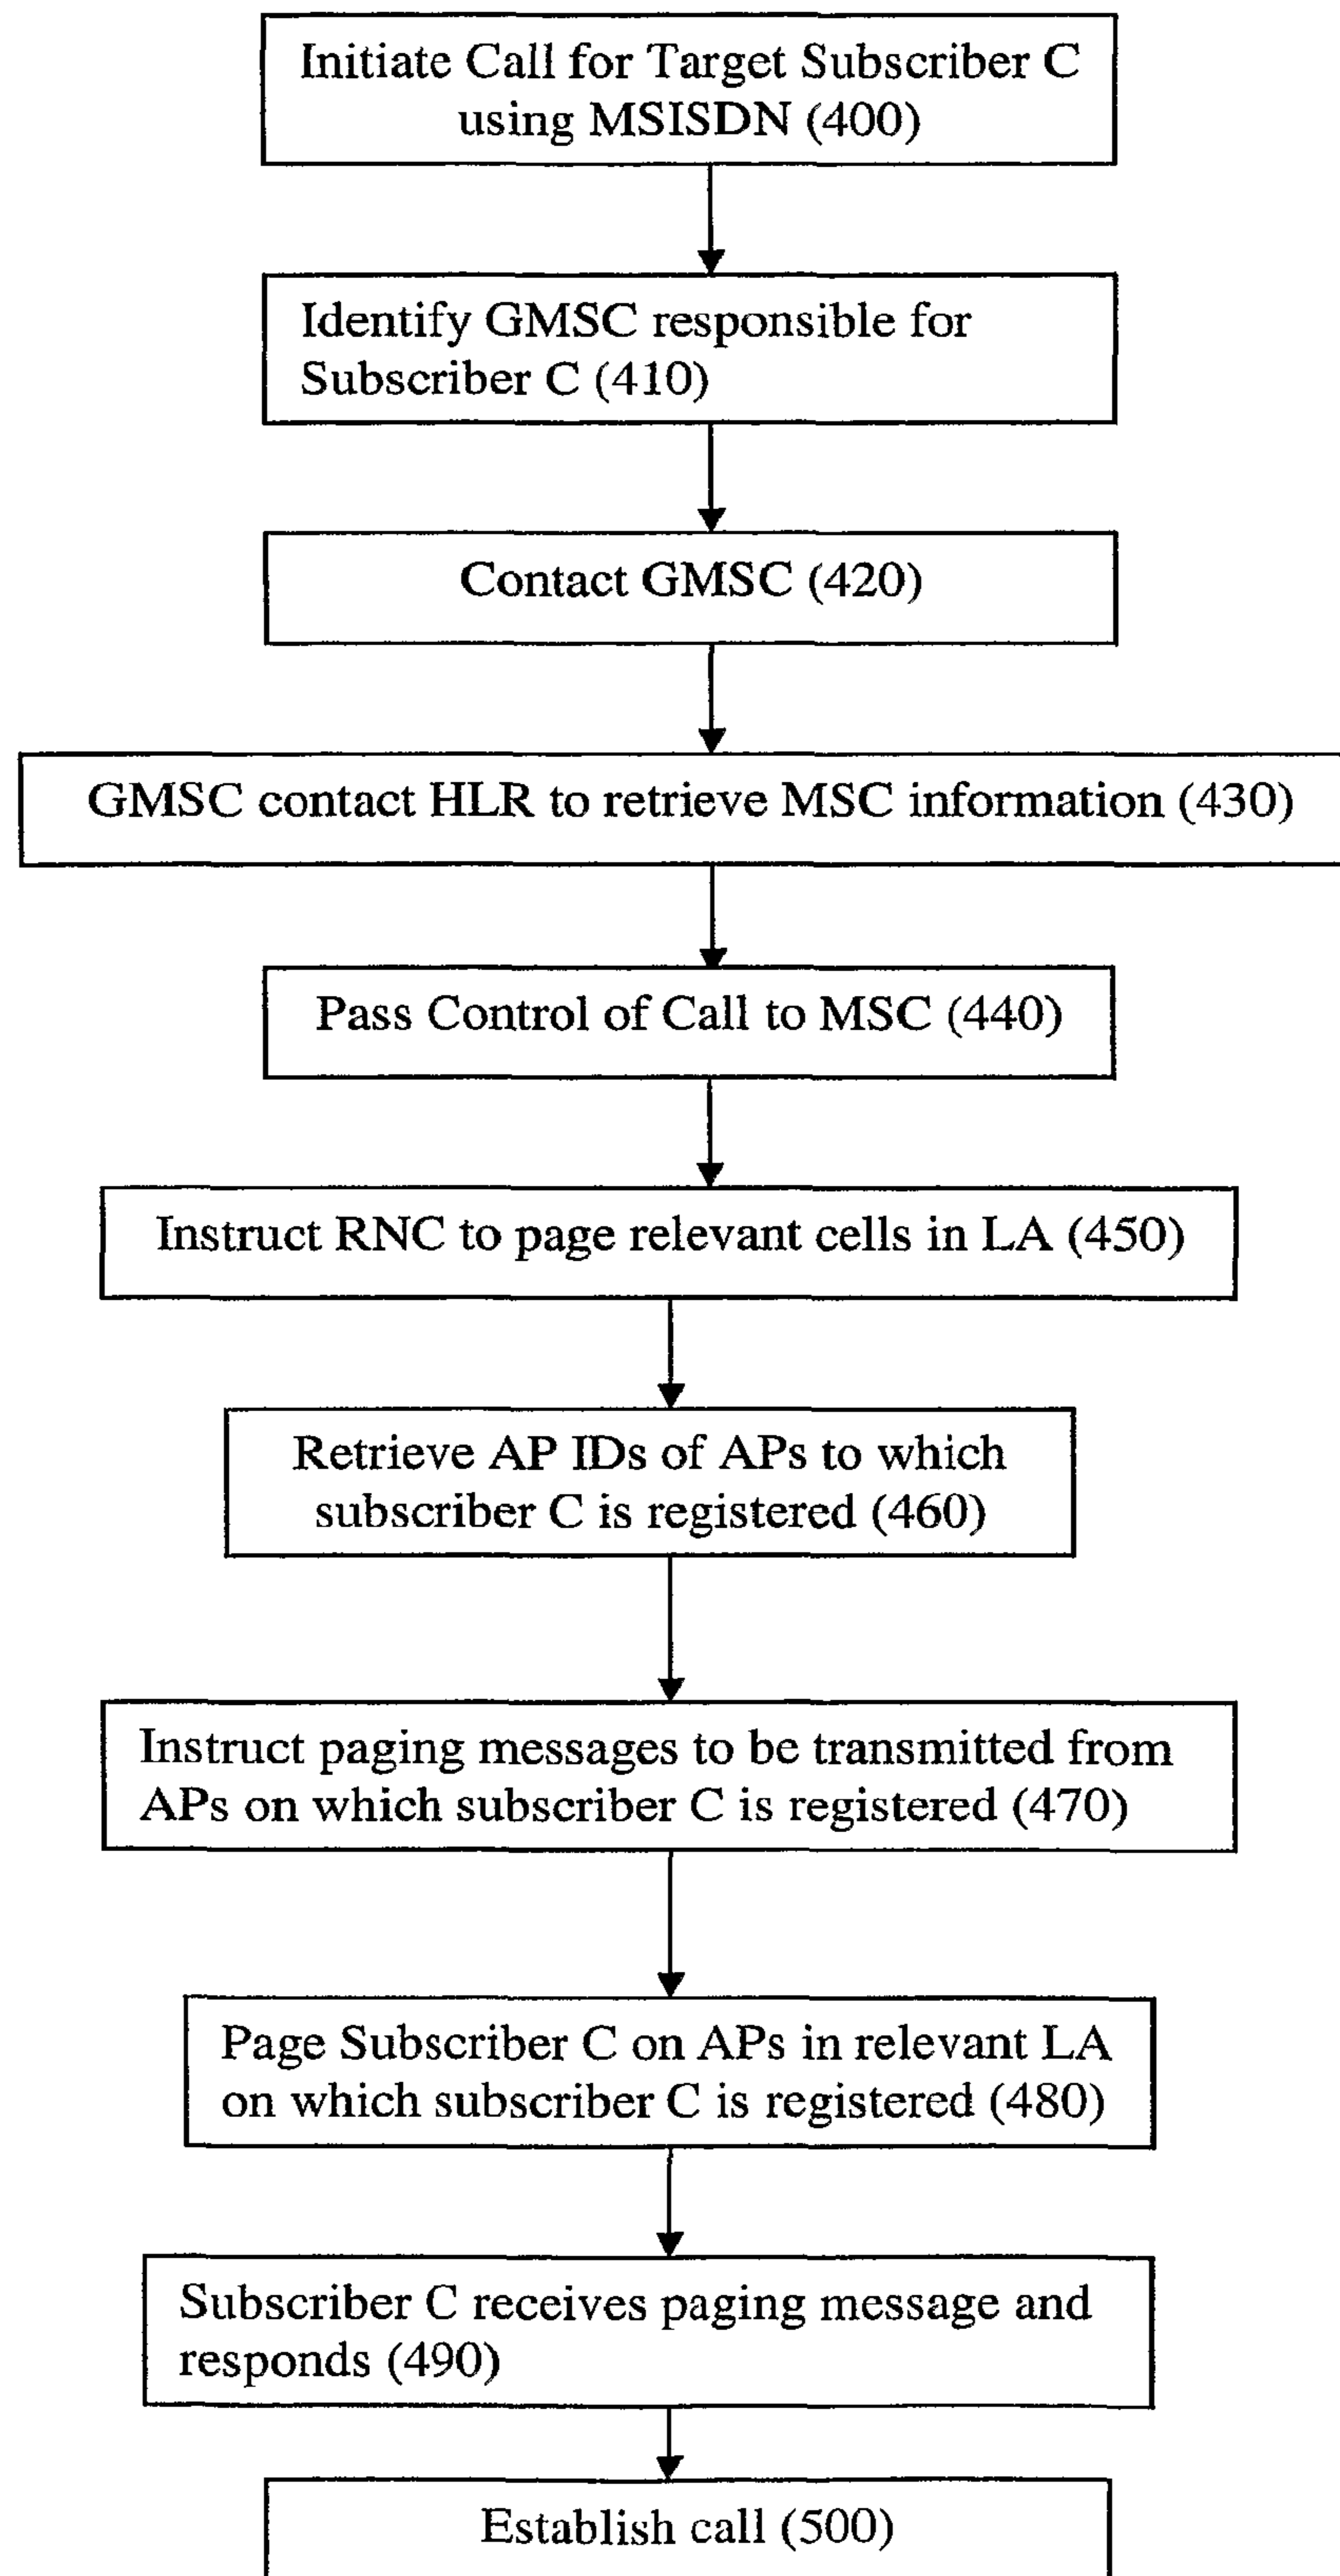 Initiate Call for Target Subscriber C
using MSISDN (400)
Identify GMSC responsible for
Subscriber C (410)
Contact GMSC (420)
GMSC contact HLR to retrieve MSC information (430)
Pass Control of Call to MSC (440)
Instruct RNC to page relevant cells in LA (450)
Retrieve AP IDs of APs to which
subscriber C is registered (460)
Instruct paging messages to be transmitted from
APs on which subscriber C is registered (470)
Page Subscriber C on APs in relevant LA
on which subscriber C is registered (480)
Subscriber C receives paging message and
responds (490)
Establish call (500)